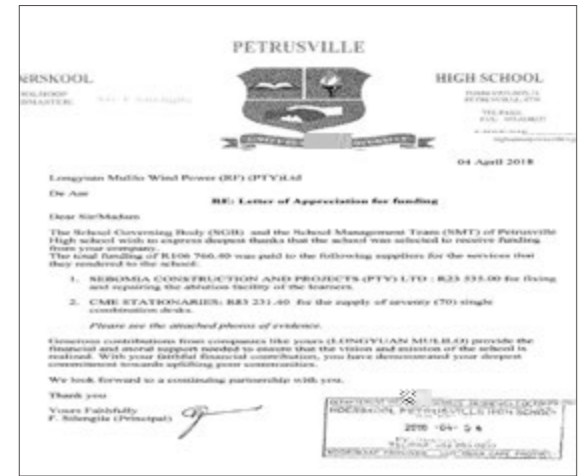 PETRUSVILLE
ERSKOOL
HIGH SCHOOL
04 April 2018
Longyuan Mulilo Wind Power (RF) (PTY)Ltd
De Aar
RE: Letter of Appreciation for funding
Dear Sir/Madam
The School Governing Body (SGB) and the School Management Team (SMT) of Petrusville
High school wish to express deepest thanks that the school was selected to receive funding
from your company.
The total funding of R106 766.40 was paid to the following suppliers for the services that
they rendered to the school:
1. SEBOMIA CONSTRUCTION AND PROJECTS (PTY) LTD : R23 535.00 for fixing
and repairing the ablution facility of the learners.
2. CME STATIONARIES: R83 231.40 for the supply of seventy (70) single
combination desks.
Please see the attached photos of evidence.
Generous contributions from companies like yours (LONGYUAN MULILO) provide the
financial and moral support needed to ensure that the vision and mission of the school is
realized. With your faithful financial contribution, you have demonstrated your deepest
commitment towards uplifting poor communities.
We look forward to a continuing partnership with you.
Thank you
Yours Faithfully
F. Silengile (Principal)
HOERSKOOL PETRUSVILLE HIGH SCHOOL